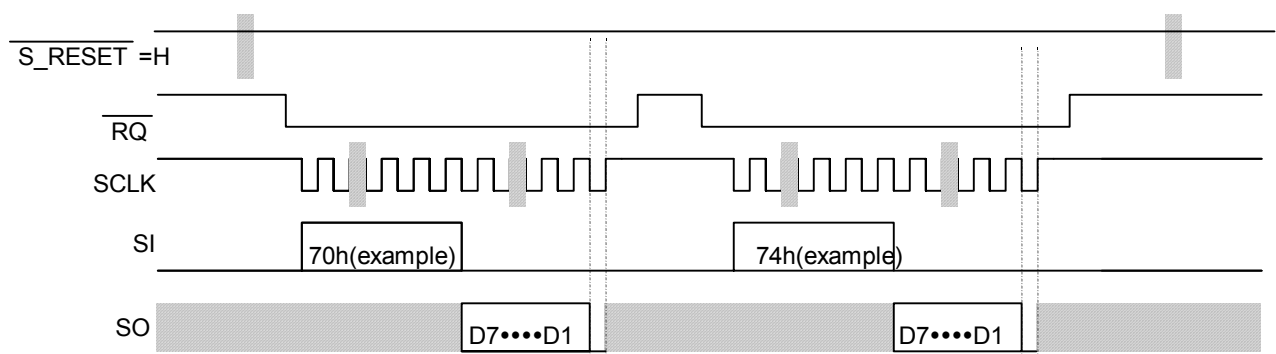 S_RESET =H
RQ
SCLK
SI
70h(example)
74h(example)
SO
D7••••D1
D7••••D1